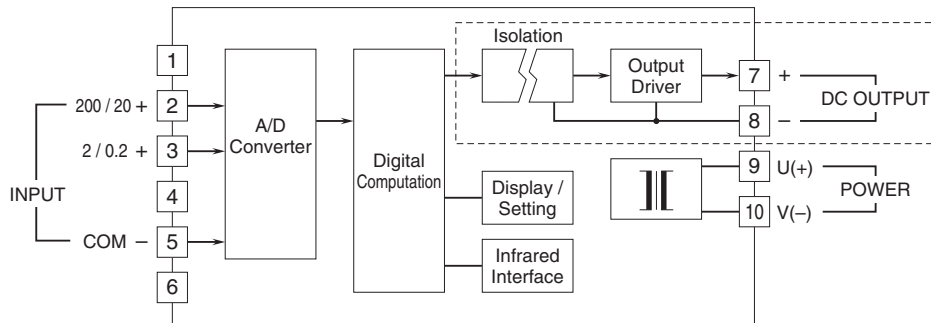 1
2
3
4
5
6
200 / 20 +
2 / 0.2 +
INPUT
COM −
A/D
Converter
Digital
Computation
Isolation
Output
Driver
Display /
Setting
Infrared
Interface
7
8
9
10
+
−
DC OUTPUT
U(+)
V(–)
POWER